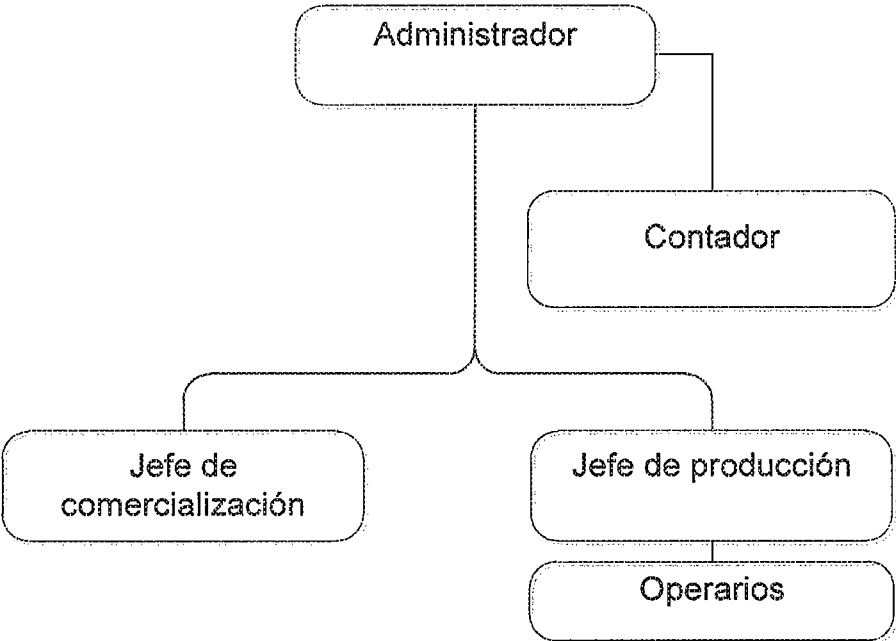 Administrador
Contador
Jefe de
comercialización
Jefe de producción
Operarios